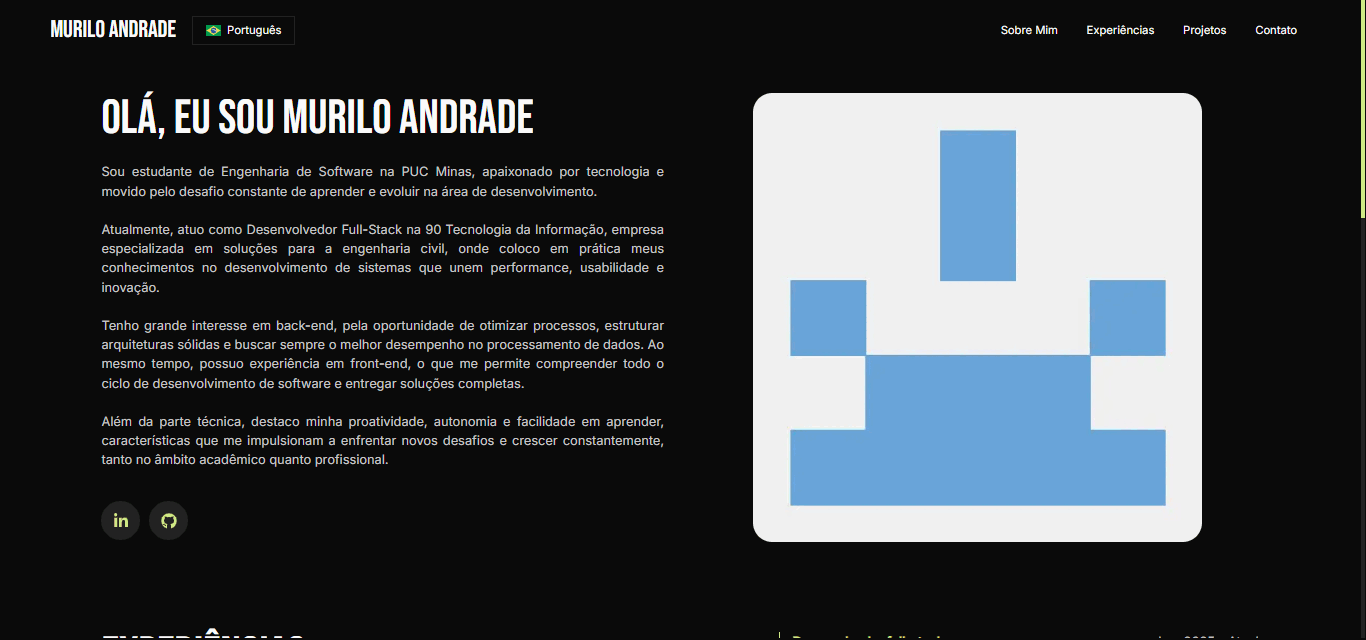 MURILO ANDRADE
Português
Sobre Mim
Experiências
Projetos
Contato
OLÁ, EU SOU MURILO ANDRADE
Sou estudante de Engenharia de Software na PUC Minas, apaixonado por tecnologia e
movido pelo desafio constante de aprender e evoluir na área de desenvolvimento.
Atualmente, atuo como Desenvolvedor Full-Stack na 90 Tecnologia da Informação, empresa
especializada em soluções para a engenharia civil, onde coloco em prática meus
conhecimentos no desenvolvimento de sistemas que unem performance, usabilidade e
inovação.
Tenho grande interesse em back-end, pela oportunidade de otimizar processos, estruturar
arquiteturas sólidas e buscar sempre o melhor desempenho no processamento de dados. Ao
mesmo tempo, possuo experiência em front-end, o que me permite compreender todo o
ciclo de desenvolvimento de software e entregar soluções completas.
Além da parte técnica, destaco minha proatividade, autonomia e facilidade em aprender,
características que me impulsionam a enfrentar novos desafios e crescer constantemente,
tanto no âmbito acadêmico quanto profissional.
in
EXPERIÊNCIAS